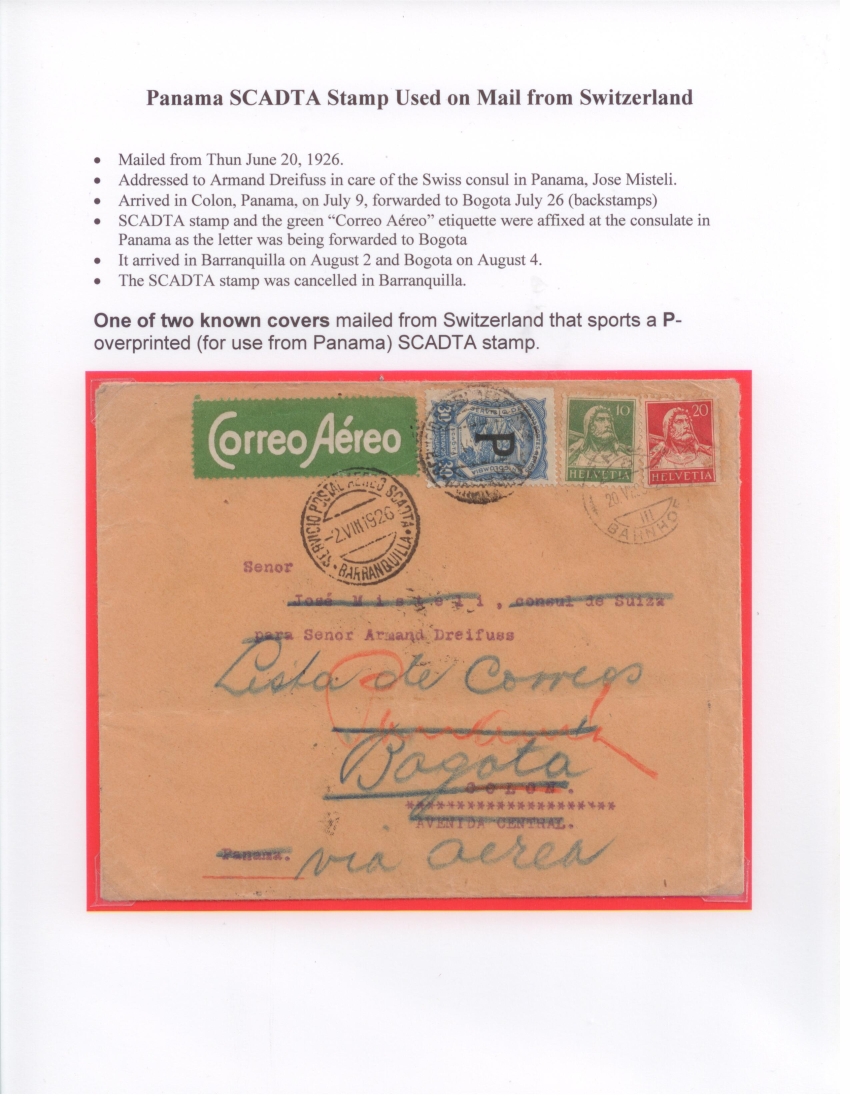 Panama SCADTA Stamp Used on Mail from Switzerland
• Mailed from Thun June 20, 1926.
• Addressed to Armand Dreifuss in care of the Swiss consul in Panama, Jose Misteli.
• Arrived in Colon, Panama, on July 9, forwarded to Bogota July 26 (backstamps)
• SCADTA stamp and the green “Correo Aéreo” etiquette were affixed at the consulate in
Panama as the letter was being forwarded to Bogota
• It arrived in Barranquilla on August 2 and Bogota on August 4.
• The SCADTA stamp was cancelled in Barranquilla.
One of two known covers mailed from Switzerland that sports a P-
overprinted (for use from Panama) SCADTA stamp.
Correo Aéreo
P
10
HELVETIA
20
HELVETIA
SERVICIO POSTAL AEREO SCADTA
-2.VIII.1926
BARRANQUILLA
III
BAHNHOF
Senor
José Misteli, consul de Suiza
para Senor Armand Dreifuss
Lista de Correos
Bogota
COLON.
********************
AVENIDA CENTRAL.
Panama.
via aerea